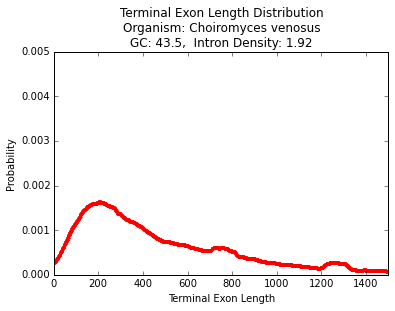 Terminal Exon Length Distribution
Organism: Choiromyces venosus
GC: 43.5,  Intron Density: 1.92
0.005
0.004
0.003
0.002
0.001
0.000
Probability
0 200 400 600 800 1000 1200 1400
Terminal Exon Length